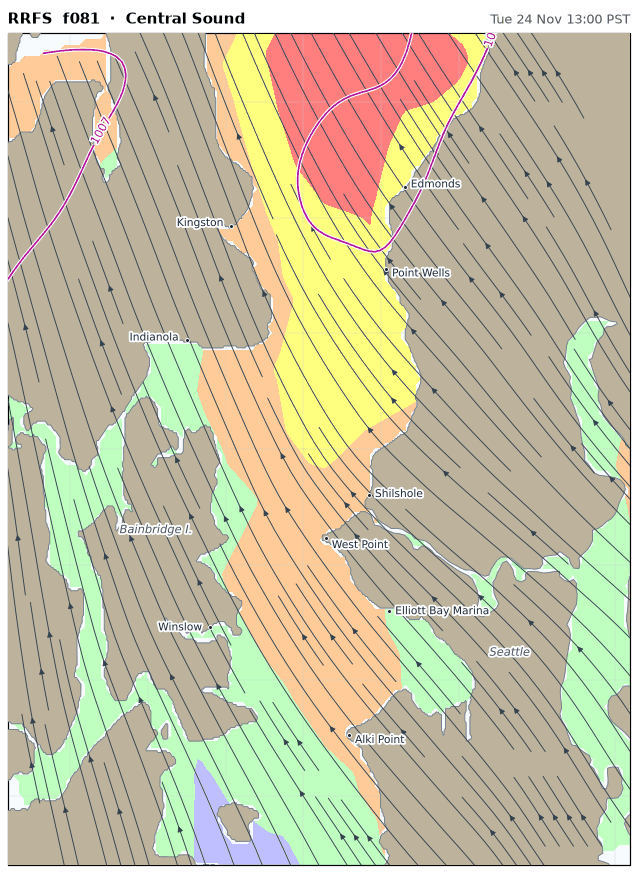 RRFS f081 · Central Sound
Tue 24 Nov 13:00 PST
10
1007
Edmonds
Kingston
Point Wells
Indianola
Shilshole
Bainbridge I.
West Point
Elliott Bay Marina
Winslow
Seattle
Alki Point